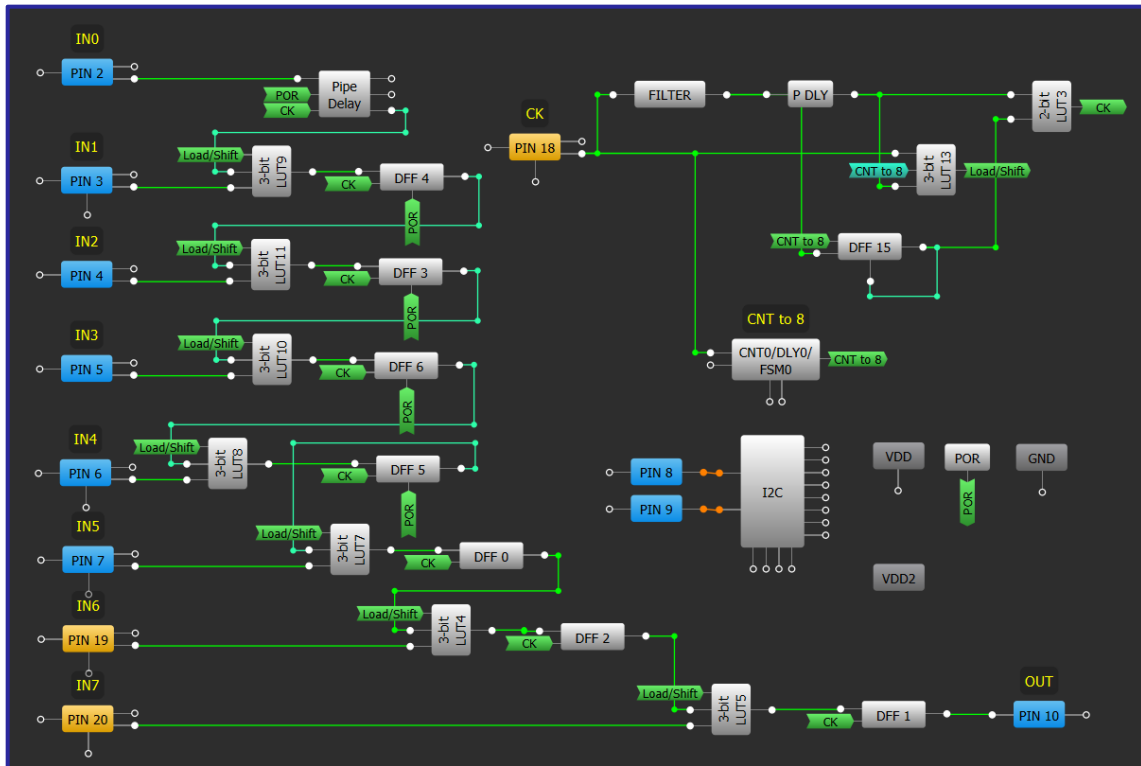 IN0
PIN 2
Pipe
Delay
POR
CK
IN1
PIN 3
Load/Shift
3-bit
LUT9
CK
DFF 4
POR
IN2
PIN 4
Load/Shift
3-bit
LUT11
CK
DFF 3
POR
IN3
PIN 5
Load/Shift
3-bit
LUT10
CK
DFF 6
POR
IN4
PIN 6
Load/Shift
3-bit
LUT8
CK
DFF 5
POR
IN5
PIN 7
Load/Shift
3-bit
LUT7
CK
DFF 0
IN6
PIN 19
Load/Shift
3-bit
LUT4
CK
DFF 2
IN7
PIN 20
Load/Shift
3-bit
LUT5
CK
DFF 1
OUT
PIN 10
CK
PIN 18
FILTER
P DLY
2-bit
LUT3
CK
CNT to 8
3-bit
LUT13
Load/Shift
CNT to 8
DFF 15
CNT to 8
CNT0/DLY0/
FSM0
CNT to 8
PIN 8
PIN 9
I2C
VDD
POR
POR
GND
VDD2